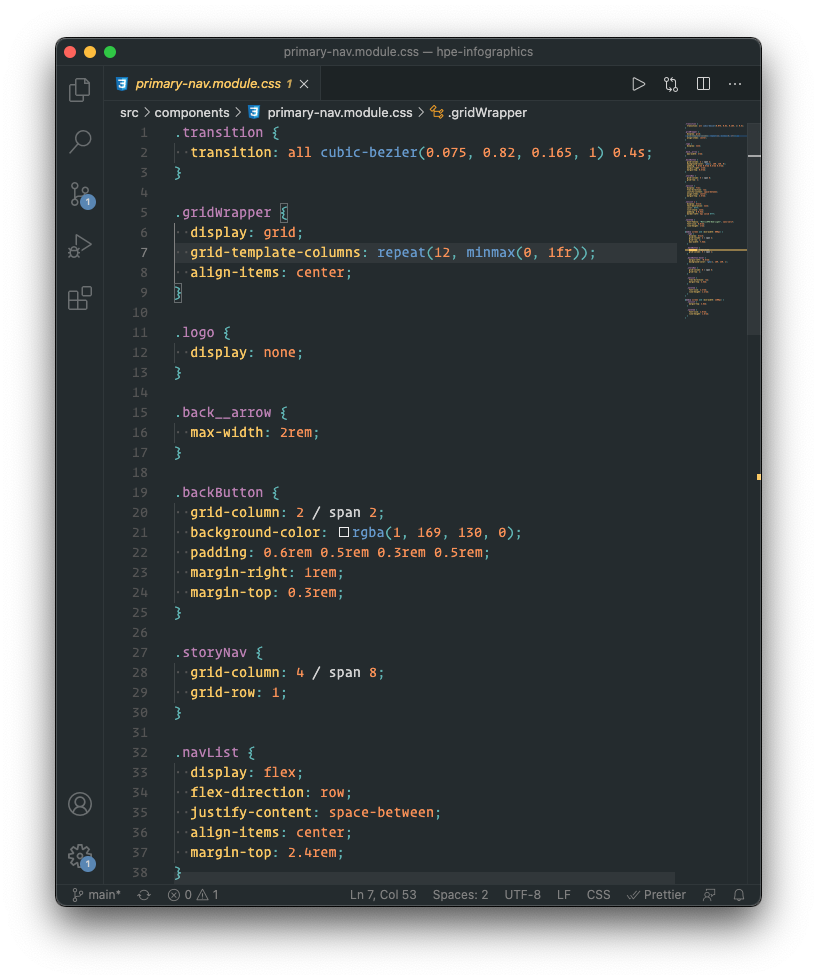 primary-nav.module.css — hpe-infographics
primary-nav.module.css 1
src > components > primary-nav.module.css > .gridWrapper
1 .transition {
2   transition: all cubic-bezier(0.075, 0.82, 0.165, 1) 0.4s;
3 }
4
5 .gridWrapper {
6   display: grid;
7   grid-template-columns: repeat(12, minmax(0, 1fr));
8   align-items: center;
9 }
10
11 .logo {
12   display: none;
13 }
14
15 .back__arrow {
16   max-width: 2rem;
17 }
18
19 .backButton {
20   grid-column: 2 / span 2;
21   background-color: rgba(1, 169, 130, 0);
22   padding: 0.6rem 0.5rem 0.3rem 0.5rem;
23   margin-right: 1rem;
24   margin-top: 0.3rem;
25 }
26
27 .storyNav {
28   grid-column: 4 / span 8;
29   grid-row: 1;
30 }
31
32 .navList {
33   display: flex;
34   flex-direction: row;
35   justify-content: space-between;
36   align-items: center;
37   margin-top: 2.4rem;
38 }
1
1
main* 0 1 Ln 7, Col 53 Spaces: 2 UTF-8 LF CSS Prettier